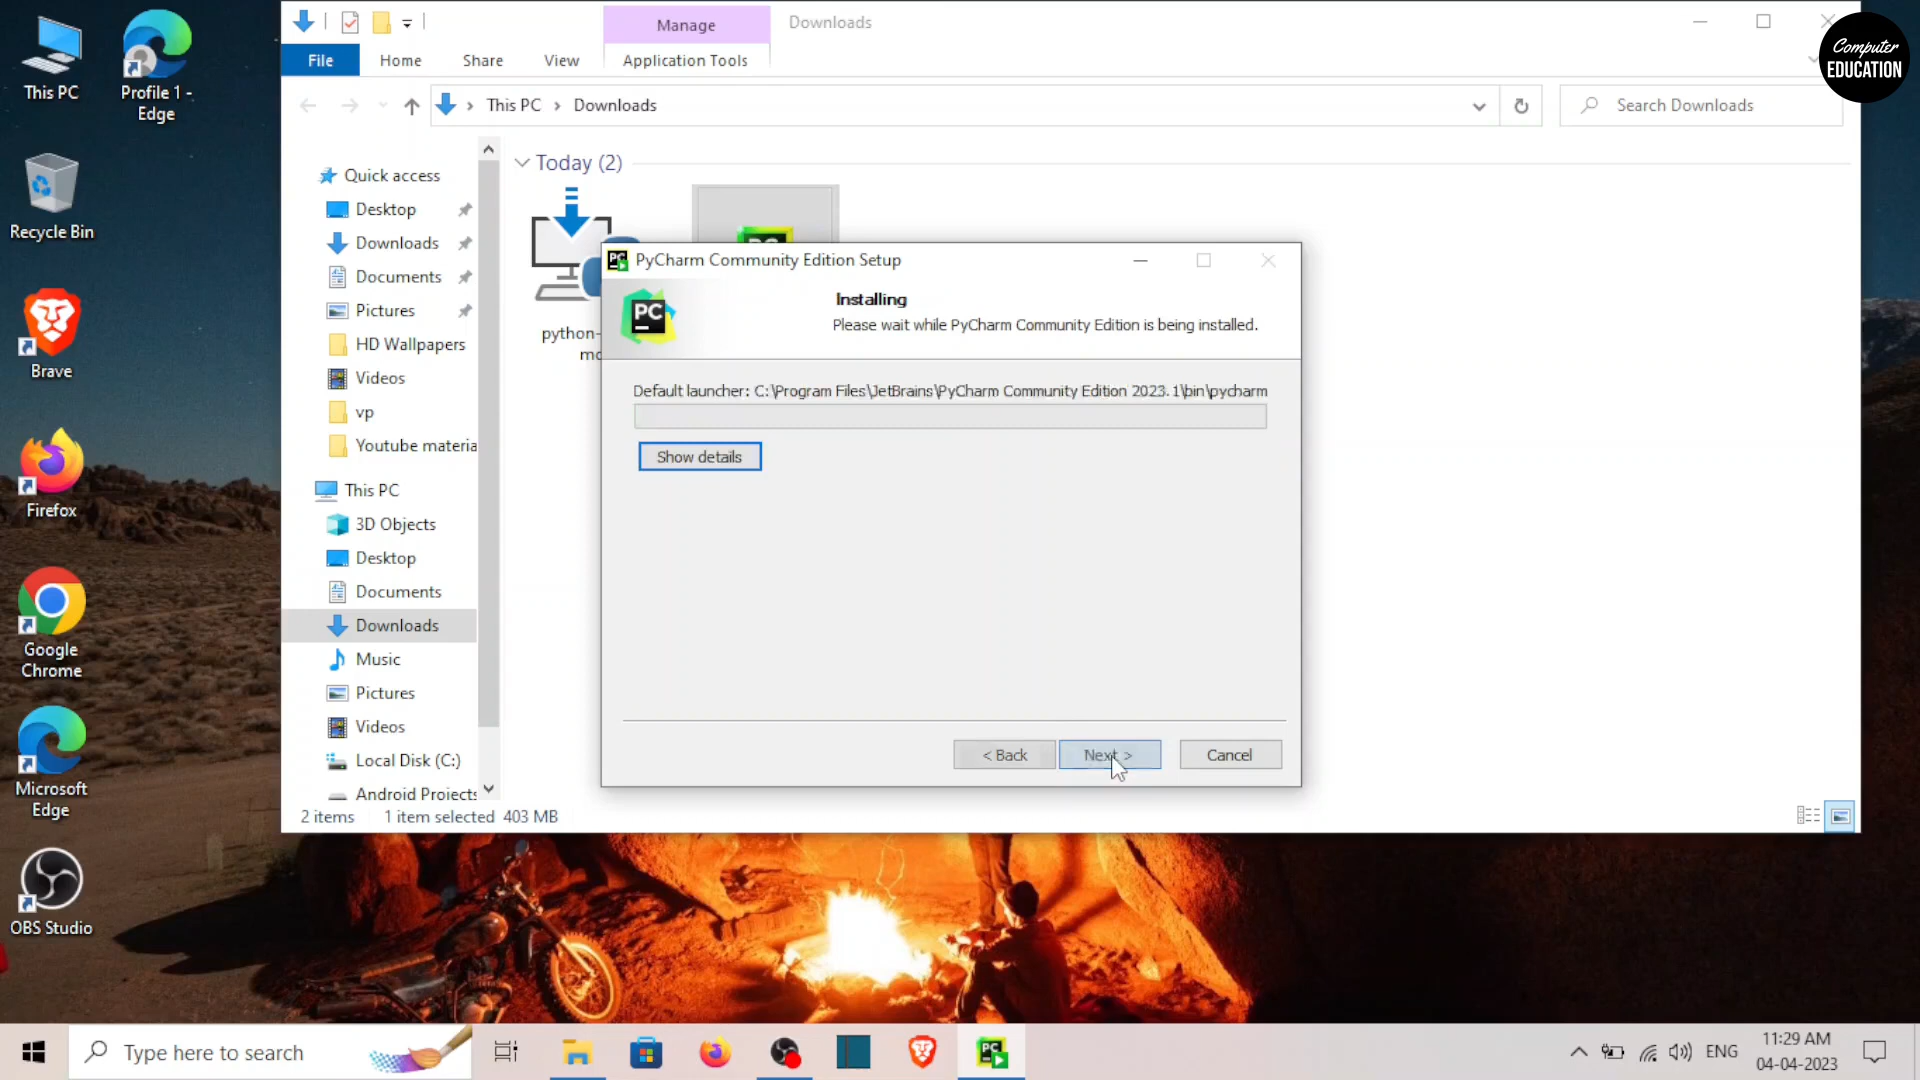 This PC
Profile 1 -
Edge
Recycle Bin
Brave
Firefox
Google
Chrome
Microsoft
Edge
OBS Studio
Manage
Downloads
File
Home
Share
View
Application Tools
This PC
Downloads
Search Downloads
Computer
EDUCATION
Quick access
Desktop
Downloads
Documents
Pictures
HD Wallpapers
Videos
vp
Youtube materia
This PC
3D Objects
Desktop
Documents
Downloads
Music
Pictures
Videos
Local Disk (C:)
Android Projects
Today (2)
python-
mo
PC
PyCharm Community Edition Setup
PC
Installing
Please wait while PyCharm Community Edition is being installed.
Default launcher: C:\Program Files\JetBrains\PyCharm Community Edition 2023.1\bin\pycharm
Show details
< Back
Next >
Cancel
2 items
1 item selected 403 MB
Type here to search
PC
ENG
11:29 AM
04-04-2023